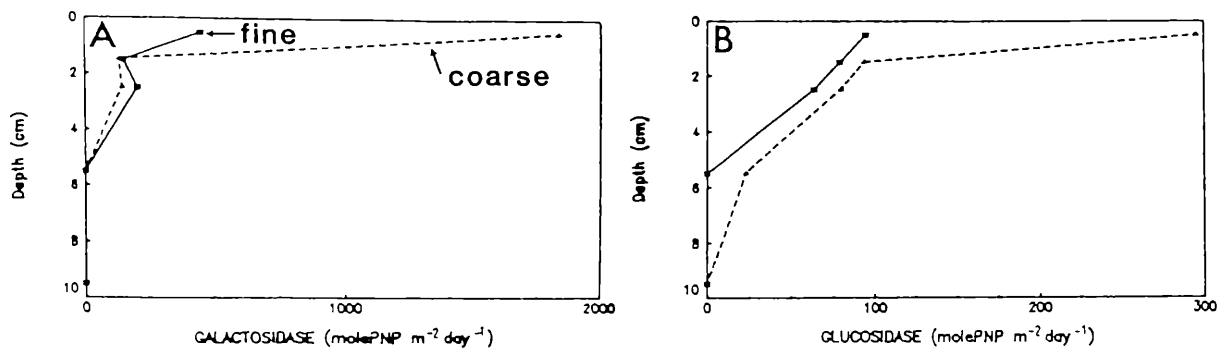 A
fine
coarse
0
2
4
6
8
10
Depth (cm)
0
1000
2000
GALACTOSIDASE (molePNP m⁻² day⁻¹)
B
0
2
4
6
8
10
Depth (cm)
0
100
200
300
GLUCOSIDASE (molePNP m⁻² day⁻¹)